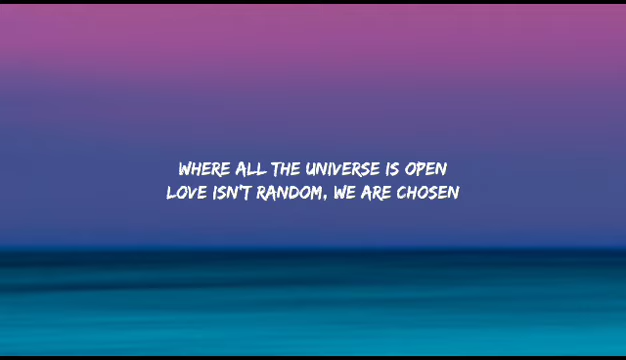 WHERE ALL THE UNIVERSE IS OPEN
LOVE ISN'T RANDOM, WE ARE CHOSEN